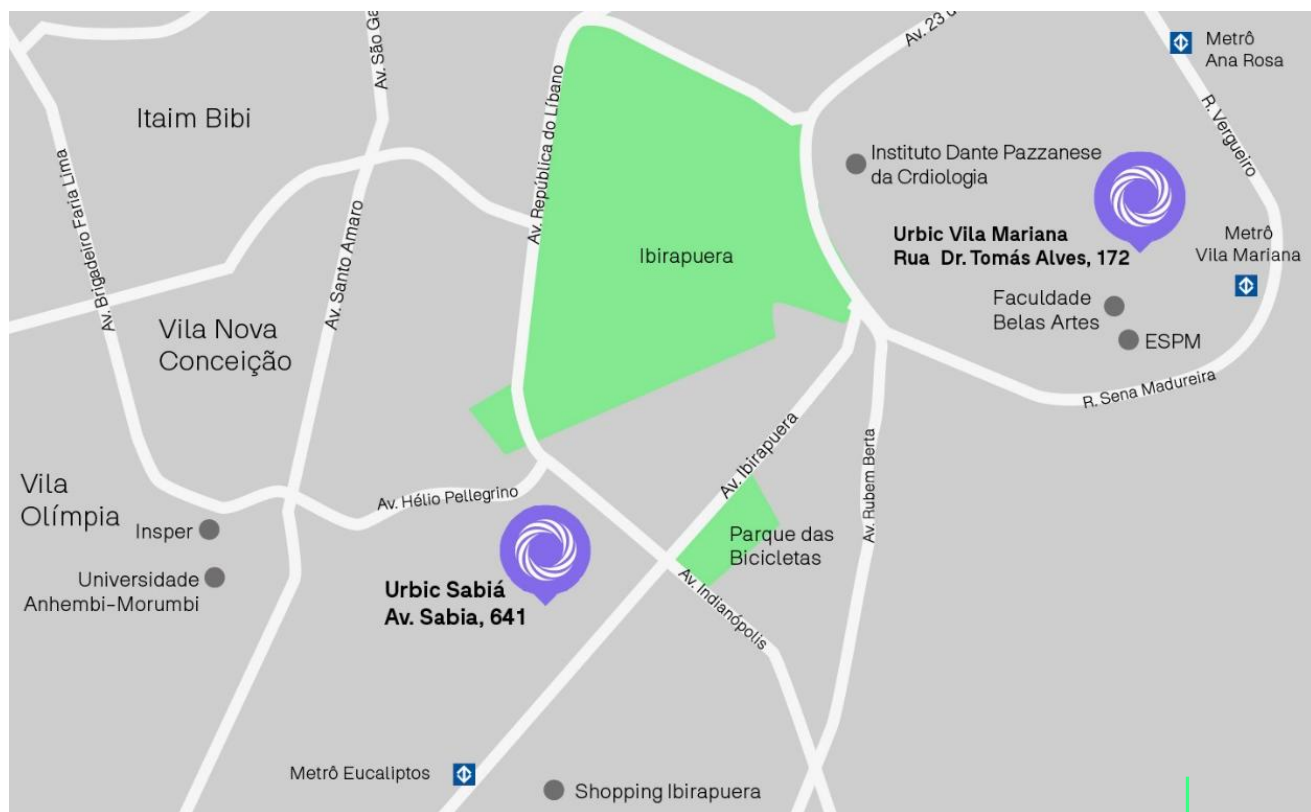 Av. São Ga
Av. 23 d
Metrô
Ana Rosa
Itaim Bibi
Av. República do Líbano
R. Vergueiro
Instituto Dante Pazzanese
da Crdiologia
Av. Brigadeiro Faria Lima
Av. Santo Amaro
Ibirapuera
Urbic Vila Mariana
Rua Dr. Tomás Alves, 172
Metrô
Vila Mariana
Vila Nova
Conceição
Faculdade
Belas Artes
ESPM
R. Sena Madureira
Av. Ibirapuera
Av. Rubem Berta
Vila
Olímpia
Av. Hélio Pellegrino
Insper
Parque das
Bicicletas
Universidade
Anhembi-Morumbi
Urbic Sabiá
Av. Sabia, 641
Av. Indianópolis
Metrô Eucaliptos
Shopping Ibirapuera